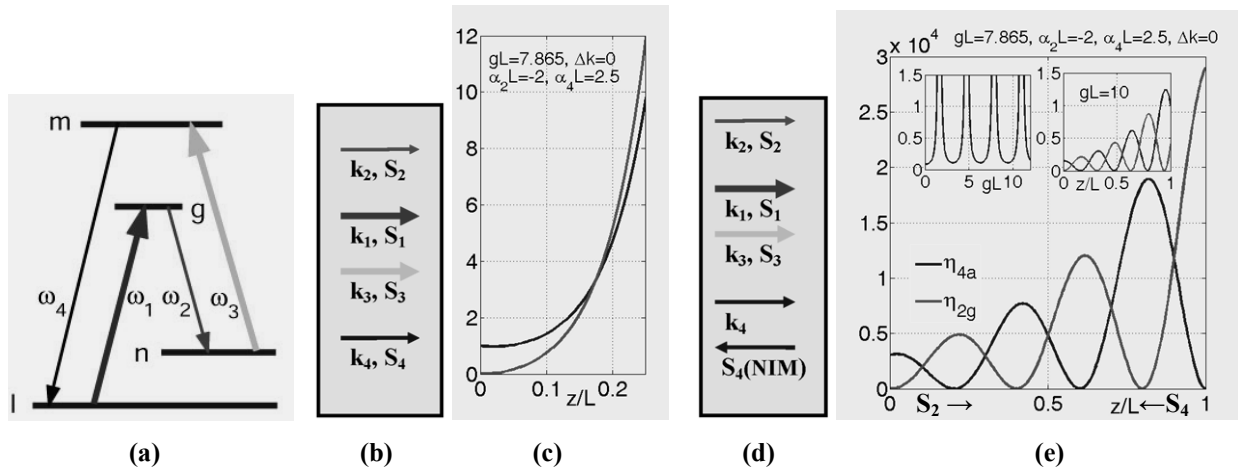 m
g
ω4
ω1
ω2
ω3
n
l
(a)
k2, S2
k1, S1
k3, S3
k4, S4
(b)
12
10
8
6
4
2
0
gL=7.865, Δk=0
α2L=-2, α4L=2.5
0
0.1
0.2
z/L
(c)
k2, S2
k1, S1
k3, S3
k4
S4(NIM)
(d)
x 10^4
gL=7.865, α2L=-2, α4L=2.5, Δk=0
3
2.5
2
1.5
1
0.5
0
1.5
1
0.5
0
0
5
10
gL
1.5
1
0.5
0
gL=10
0
0.5
1
z/L
η4a
η2g
0
0.5
1
S2 →
z/L
←S4
(e)